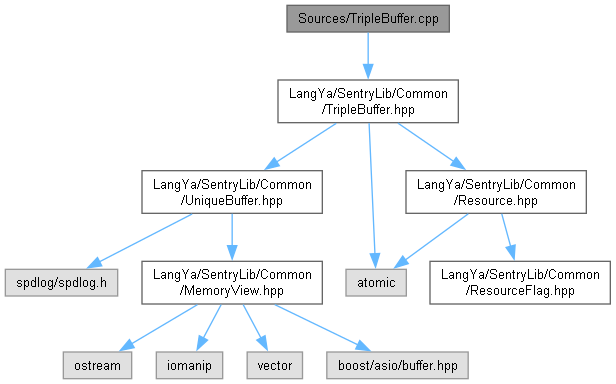 Sources/TripleBuffer.cpp
LangYa/SentryLib/Common
/TripleBuffer.hpp
LangYa/SentryLib/Common
/UniqueBuffer.hpp
LangYa/SentryLib/Common
/Resource.hpp
spdlog/spdlog.h
LangYa/SentryLib/Common
/MemoryView.hpp
atomic
LangYa/SentryLib/Common
/ResourceFlag.hpp
ostream
iomanip
vector
boost/asio/buffer.hpp